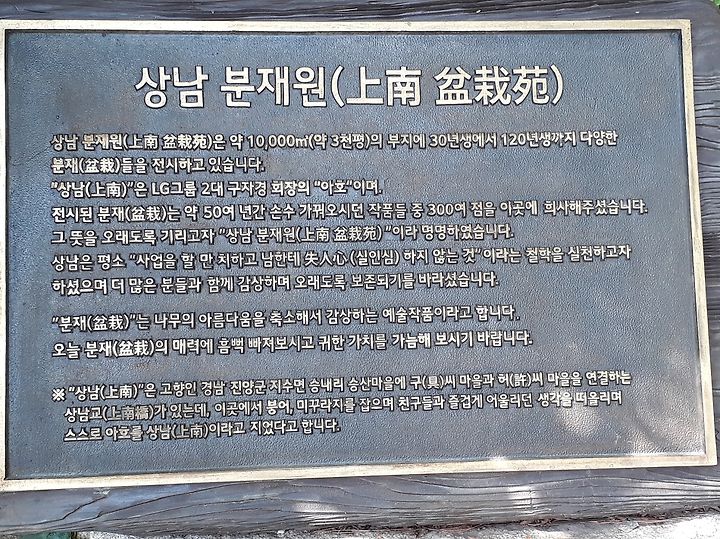 상남 분재원(上南 盆栽苑)
상남 분재원(上南 盆栽苑)은 약 10,000㎡(약 3천평)의 부지에 30년생에서 120년생까지 다양한
분재(盆栽)들을 전시하고 있습니다.
"상남(上南)"은 LG그룹 2대 구자경 회장의 "아호"이며,
전시된 분재(盆栽)는 약 50여 년간 손수 가꿔오시던 작품들 중 300여 점을 이곳에 희사해주셨습니다.
그 뜻을 오래도록 기리고자 "상남 분재원(上南 盆栽苑) "이라 명명하였습니다.
상남은 평소 "사업을 할 만 치하고 남한테 失人心(실인심) 하지 않는 것"이라는 철학을 실천하고자
하셨으며 더 많은 분들과 함께 감상하며 오래도록 보존되기를 바라셨습니다.
"분재(盆栽)"는 나무의 아름다움을 축소해서 감상하는 예술작품이라고 합니다.
오늘 분재(盆栽)의 매력에 흠뻑 빠져보시고 귀한 가치를 가늠해 보시기 바랍니다.
※ "상남(上南)"은 고향인 경남 진양군 지수면 승내리 승산마을에 구(具)씨 마을과 허(許)씨 마을을 연결하는
상남교(上南橋)가 있는데, 이곳에서 붕어, 미꾸라지를 잡으며 친구들과 즐겁게 어울리던 생각을 떠올리며
스스로 아호를 상남(上南)이라고 지었다고 합니다.